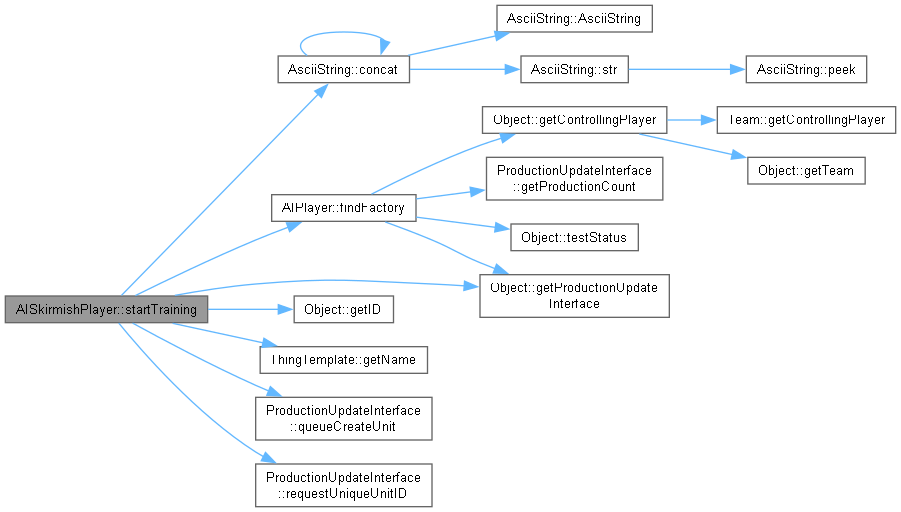 AsciiString::AsciiString
AsciiString::concat
AsciiString::str
AsciiString::peek
Object::getControllingPlayer
Team::getControllingPlayer
Object::getTeam
ProductionUpdateInterface
::getProductionCount
AIPlayer::findFactory
Object::testStatus
Object::getProductionUpdate
Interface
AISkirmishPlayer::startTraining
Object::getID
ThingTemplate::getName
ProductionUpdateInterface
::queueCreateUnit
ProductionUpdateInterface
::requestUniqueUnitID